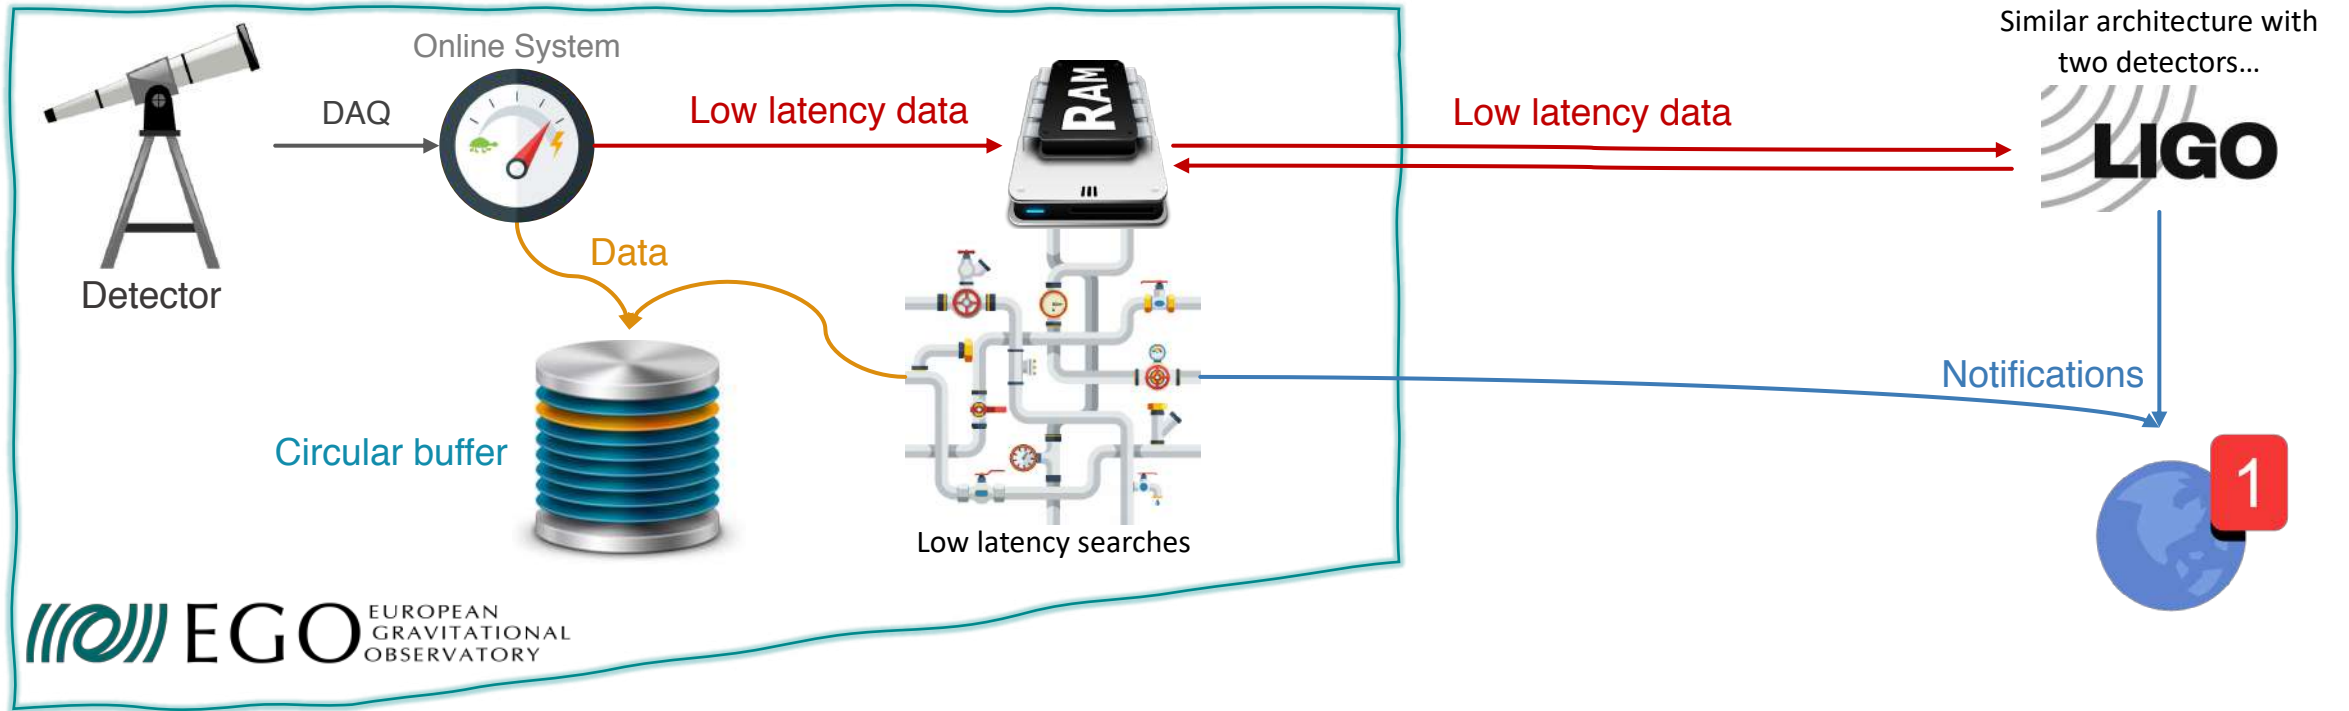 Similar architecture with
two detectors...
Online System
DAQ
Low latency data
RAM
Low latency data
LIGO
Data
Detector
Notifications
Circular buffer
1
Low latency searches
EGO
EUROPEAN
GRAVITATIONAL
OBSERVATORY